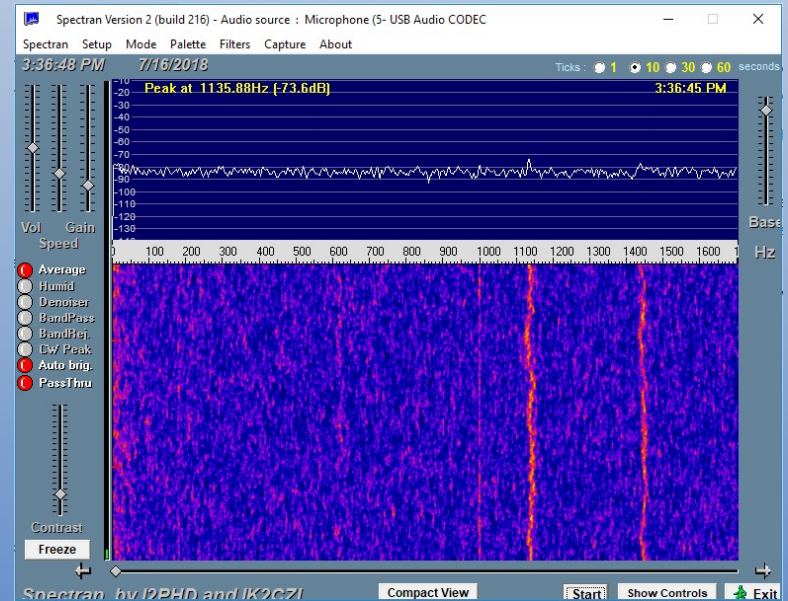 Spectran Version 2 (build 216) - Audio source : Microphone (5- USB Audio CODEC
Spectran Setup Mode Palette Filters Capture About
3:36:48 PM 7/16/2018 Ticks : 1 10 30 60 seconds
Peak at 1135.88Hz (-73.6dB) 3:36:45 PM
-10
-20
-30
-40
-50
-60
-70
-80
-90
-100
-110
-120
-130
-140
Vol Gain
Speed
Base
0 100 200 300 400 500 600 700 800 900 1000 1100 1200 1300 1400 1500 1600 1
Hz
Average
Humid
Denoiser
BandPass
BandRej.
CW Peak
Auto brig.
PassThru
Contrast
Freeze
Spectran by I2PHD and IK2CZL
Compact View Start Show Controls Exit